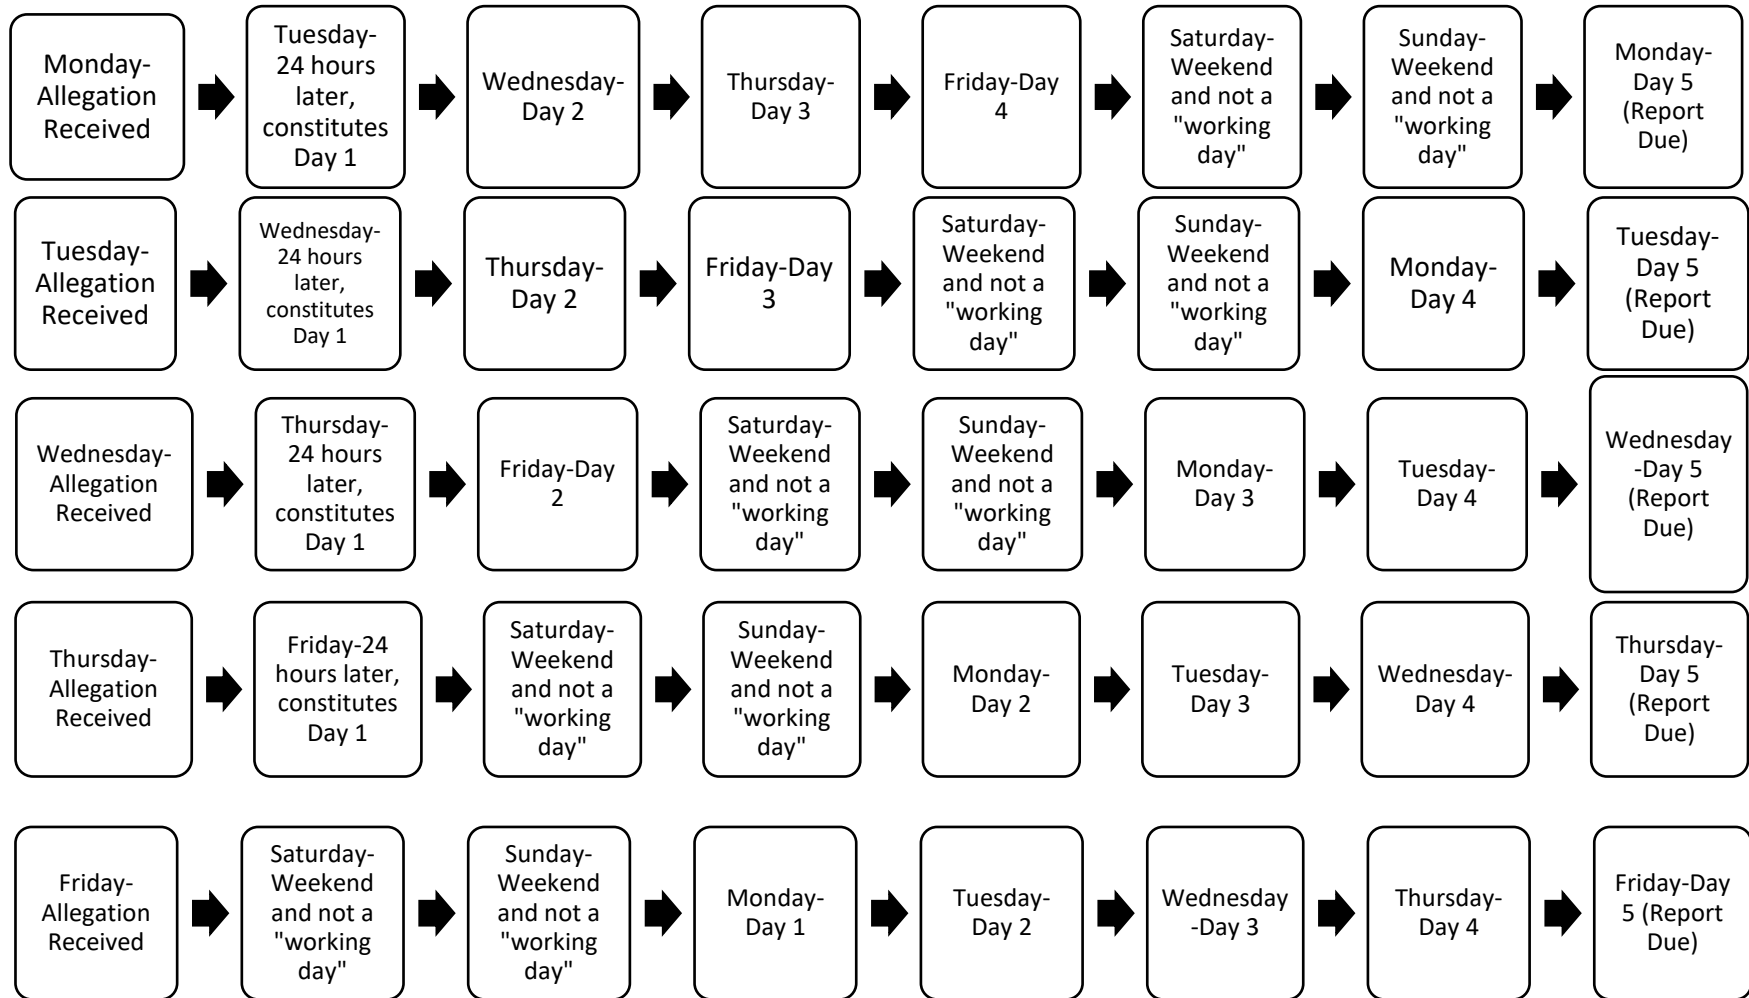 Monday-
Allegation
Received
Tuesday-
24 hours
later,
constitutes
Day 1
Wednesday-
Day 2
Thursday-
Day 3
Friday-Day
4
Saturday-
Weekend
and not a
"working
day"
Sunday-
Weekend
and not a
"working
day"
Monday-
Day 5
(Report
Due)
Tuesday-
Allegation
Received
Wednesday-
24 hours
later,
constitutes
Day 1
Thursday-
Day 2
Friday-Day
3
Saturday-
Weekend
and not a
"working
day"
Sunday-
Weekend
and not a
"working
day"
Monday-
Day 4
Tuesday-
Day 5
(Report
Due)
Wednesday-
Allegation
Received
Thursday-
24 hours
later,
constitutes
Day 1
Friday-Day
2
Saturday-
Weekend
and not a
"working
day"
Sunday-
Weekend
and not a
"working
day"
Monday-
Day 3
Tuesday-
Day 4
Wednesday
-Day 5
(Report
Due)
Thursday-
Allegation
Received
Friday-24
hours later,
constitutes
Day 1
Saturday-
Weekend
and not a
"working
day"
Sunday-
Weekend
and not a
"working
day"
Monday-
Day 2
Tuesday-
Day 3
Wednesday-
Day 4
Thursday-
Day 5
(Report
Due)
Friday-
Allegation
Received
Saturday-
Weekend
and not a
"working
day"
Sunday-
Weekend
and not a
"working
day"
Monday-
Day 1
Tuesday-
Day 2
Wednesday
-Day 3
Thursday-
Day 4
Friday-Day
5 (Report
Due)